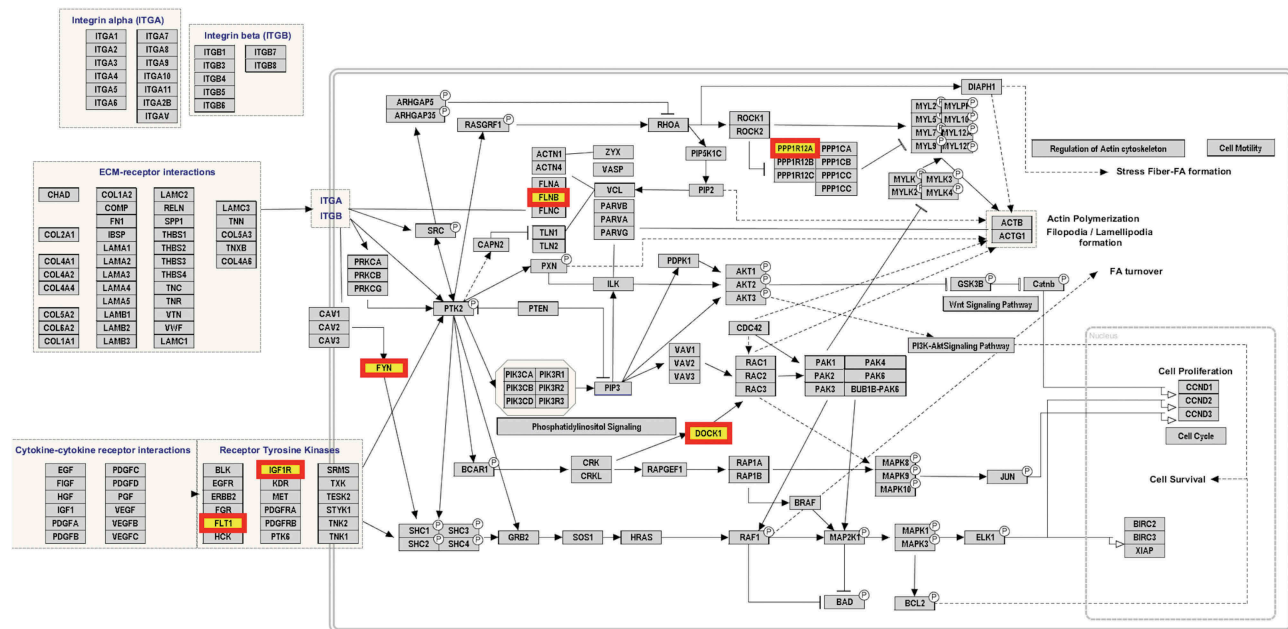 Integrin alpha (ITGA)
ITGA1 ITGA7
ITGA2 ITGA8
ITGA3 ITGA9
ITGA4 ITGA10
ITGA5 ITGA11
ITGA6 ITGA2B
ITGAV
Integrin beta (ITGB)
ITGB1 ITGB7
ITGB3 ITGB8
ITGB4
ITGB5
ITGB6
ECM-receptor interactions
CHAD
COL2A1
COL4A1
COL4A2
COL4A4
COL5A2
COL6A2
COL1A1
COL1A2
COMP
FN1
IBSP
LAMA1
LAMA2
LAMA3
LAMA4
LAMA5
LAMB1
LAMB2
LAMB3
LAMC2
RELN
SPP1
THBS1
THBS2
THBS3
THBS4
TNC
TNR
VTN
VWF
LAMC1
LAMC3
TNN
COL5A3
TNXB
COL4A6
Cytokine-cytokine receptor interactions
EGF PDGFC
FIGF PDGFD
HGF PGF
IGF1 VEGF
PDGFA VEGFB
PDGFB VEGFC
Receptor Tyrosine Kinases
BLK IGF1R SRMS
EGFR KDR TXK
ERBB2 MET TESK2
FGR PDGFRA STYK1
FLT1 PDGFRB TNK2
HCK PTK6 TNK1
ITGA
ITGB
CAV1
CAV2
CAV3
FYN
ARHGAP5 P
ARHGAP35 P
RASGRF1 P
SRC P
PRKCA
PRKCB
PRKCG
PTK2 P
CAPN2
ACTN1
ACTN4
FLNA
FLNB
FLNC
TLN1
TLN2
PXN P
ZYX
VASP
VCL
PARVB
PARVA
PARVG
ILK
PTEN
PIK3CA PIK3R1
PIK3CB PIK3R2
PIK3CD PIK3R3
PIP3
Phosphatidylinositol Signaling
RHOA
PIP5K1C
PIP2
ROCK1
ROCK2
PPP1R12A PPP1CA
PPP1R12B PPP1CB
PPP1R12C PPP1CC
PPP1CC
DIAPH1
MYL2 P
MYL5 P
MYL7 P
MYL9 P
MYLK P MYLK3 P
MYLK2 P MYLK4 P
Regulation of Actin cytoskeleton
Cell Motility
Stress Fiber-FA formation
ACTB
ACTG1
Actin Polymerization
Filopodia / Lamellipodia
formation
PDPK1
AKT1 P
AKT2 P
AKT3 P
GSK3B P
Catnb P
Wnt Signaling Pathway
FA turnover
PI3K-AktSignaling Pathway
VAV1
VAV2
VAV3
CDC42
RAC1
RAC2
RAC3
PAK1 PAK4
PAK2 PAK6
PAK3 BUB1B-PAK6
DOCK1
BCAR1 P
CRK
CRKL
RAPGEF1
RAP1A
RAP1B
BRAF P
MAPK8 P
MAPK9 P
MAPK10 P
JUN P
SHC1 P SHC3 P
SHC2 P SHC4 P
GRB2
SOS1
HRAS
RAF1 P
MAP2K1 P
MAPK1 P
MAPK3 P
ELK1 P
BAD P
BCL2 P
Nucleus
Cell Proliferation
CCND1
CCND2
CCND3
Cell Cycle
Cell Survival
BIRC2
BIRC3
XIAP